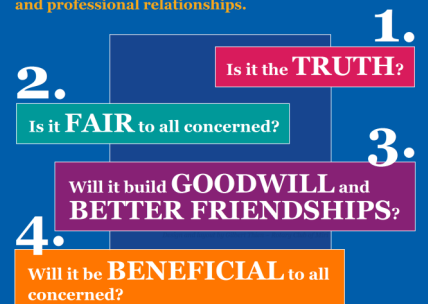 and professional relationships.
1.
Is it the TRUTH?
2.
Is it FAIR to all concerned?
3.
Will it build GOODWILL and
BETTER FRIENDSHIPS?
4.
Will it be BENEFICIAL to all
concerned?